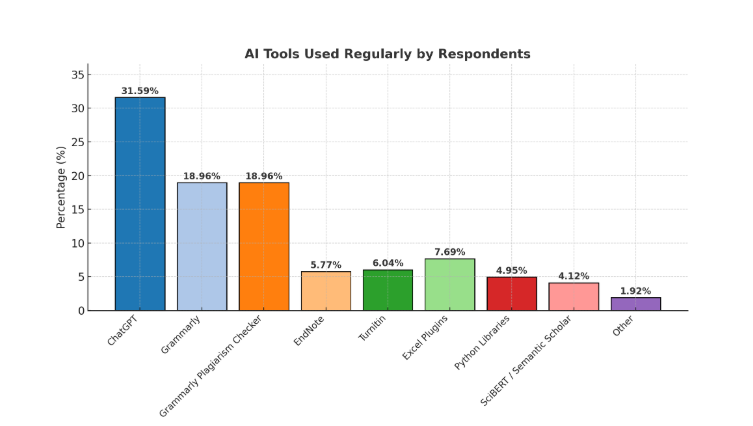 AI Tools Used Regularly by Respondents
Percentage (%)
35
30
25
20
15
10
5
0
31.59%
18.96%
18.96%
5.77%
6.04%
7.69%
4.95%
4.12%
1.92%
ChatGPT
Grammarly
Grammarly Plagiarism Checker
EndNote
Turnitin
Excel Plugins
Python Libraries
SciBERT / Semantic Scholar
Other